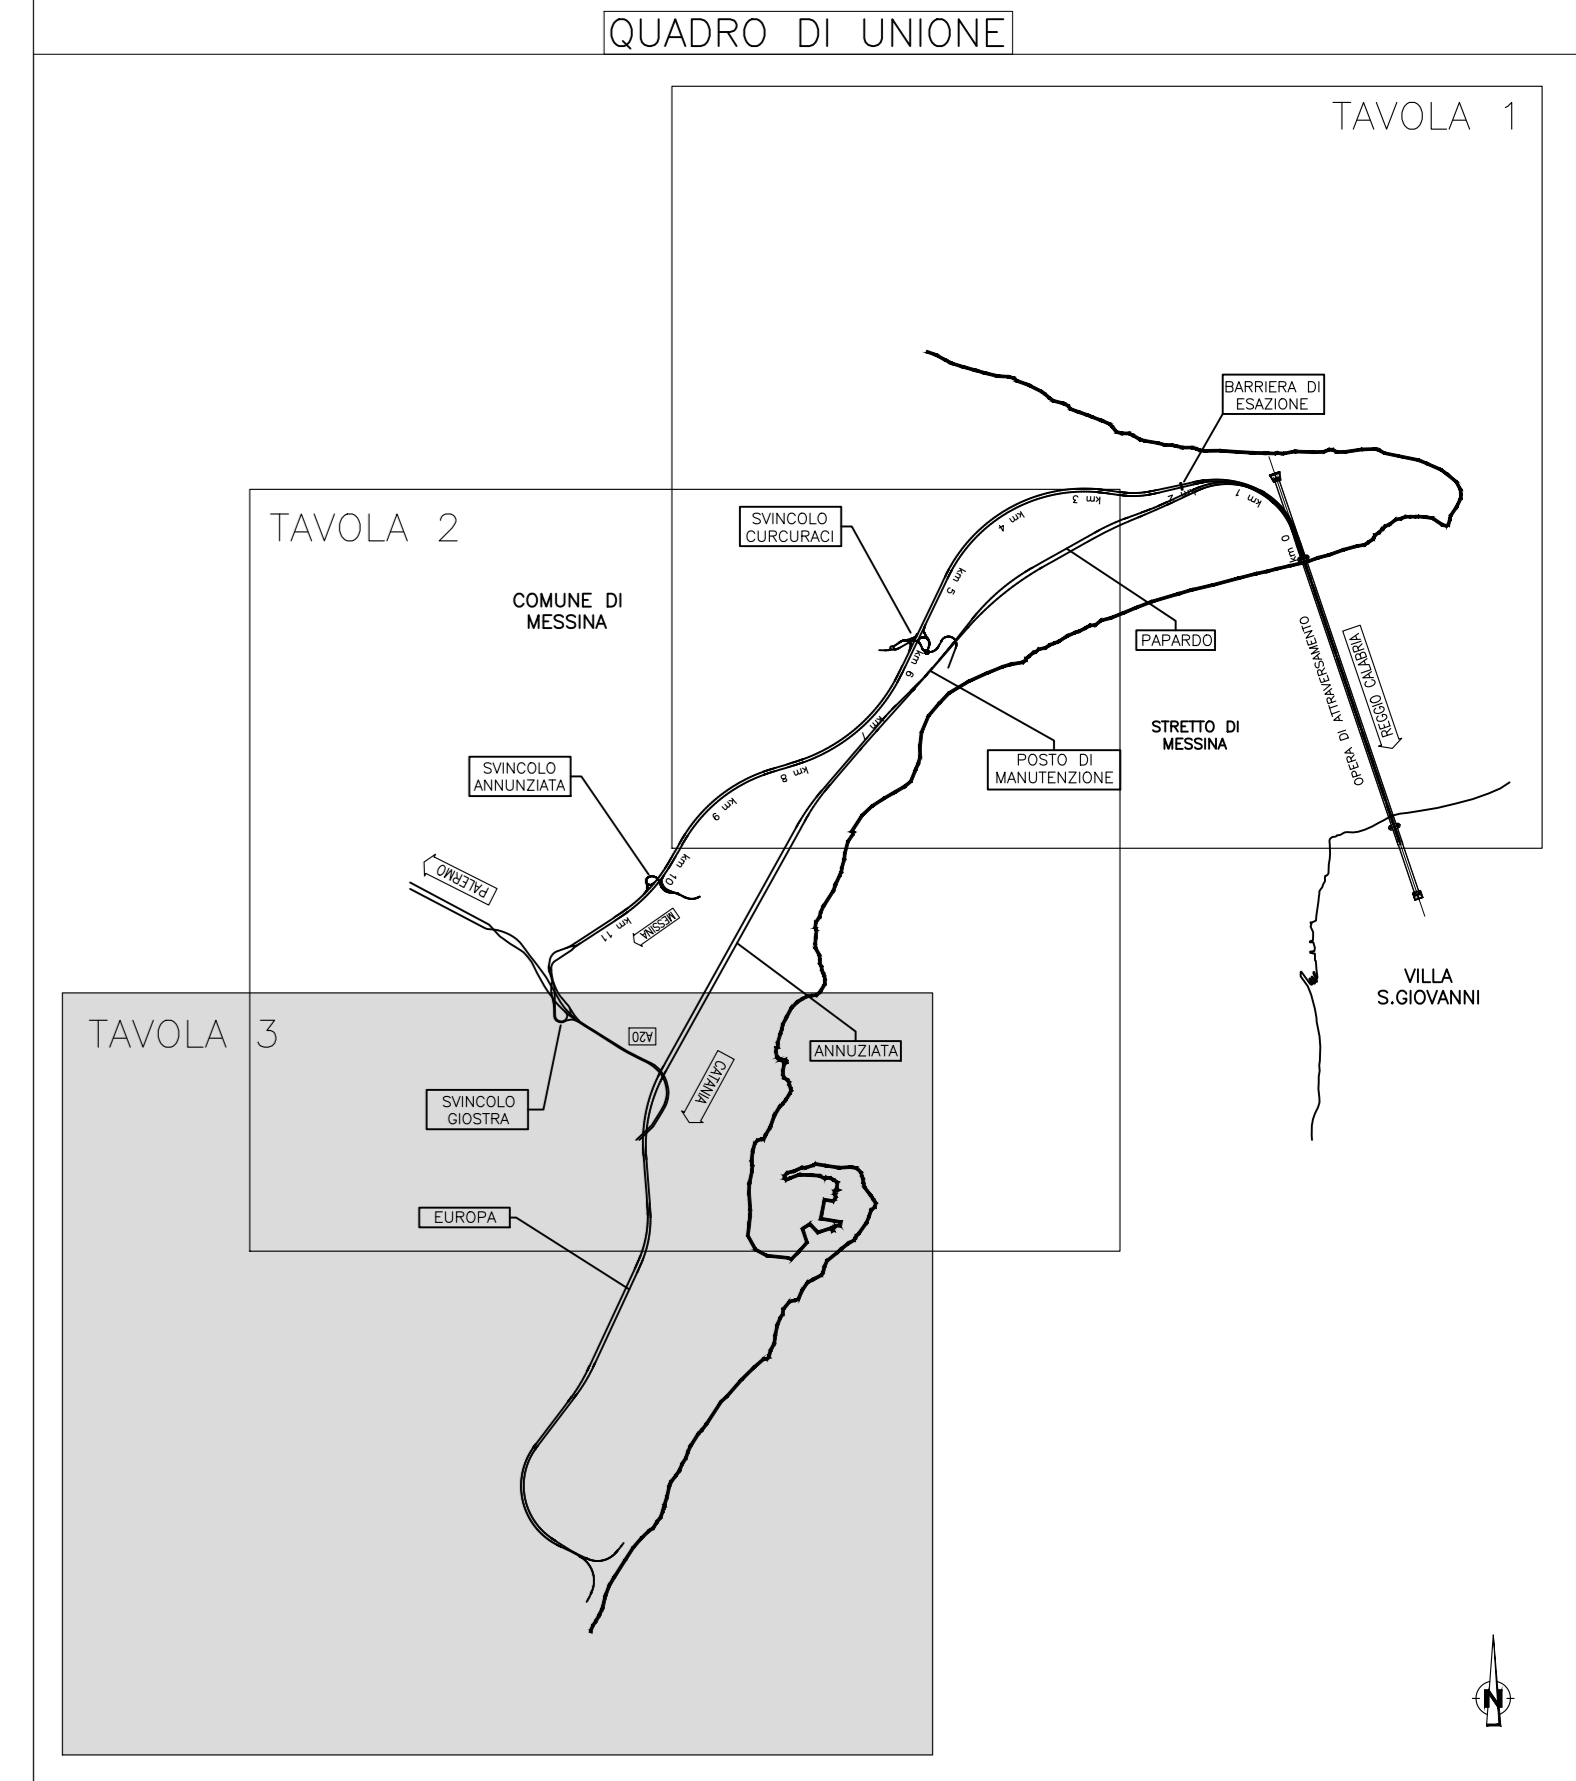 QUADRO DI UNIONE
TAVOLA 1
BARRIERA DI
ESAZIONE
km 3
km 2
km 1
SVINCOLO
CURCURACI
TAVOLA 2
km 4
km 0
km 5
COMUNE DI
MESSINA
PAPARDO
OPERA DI ATTRAVERSAMENTO
REGGIO CALABRIA
km 6
km 7
STRETTO DI
MESSINA
POSTO DI
MANUTENZIONE
SVINCOLO
ANNUNZIATA
km 8
km 9
km 10
PALERMO
km 11
MESSINA
VILLA
S.GIOVANNI
TAVOLA 3
A20
ANNUZIATA
CATANIA
SVINCOLO
GIOSTRA
EUROPA
N